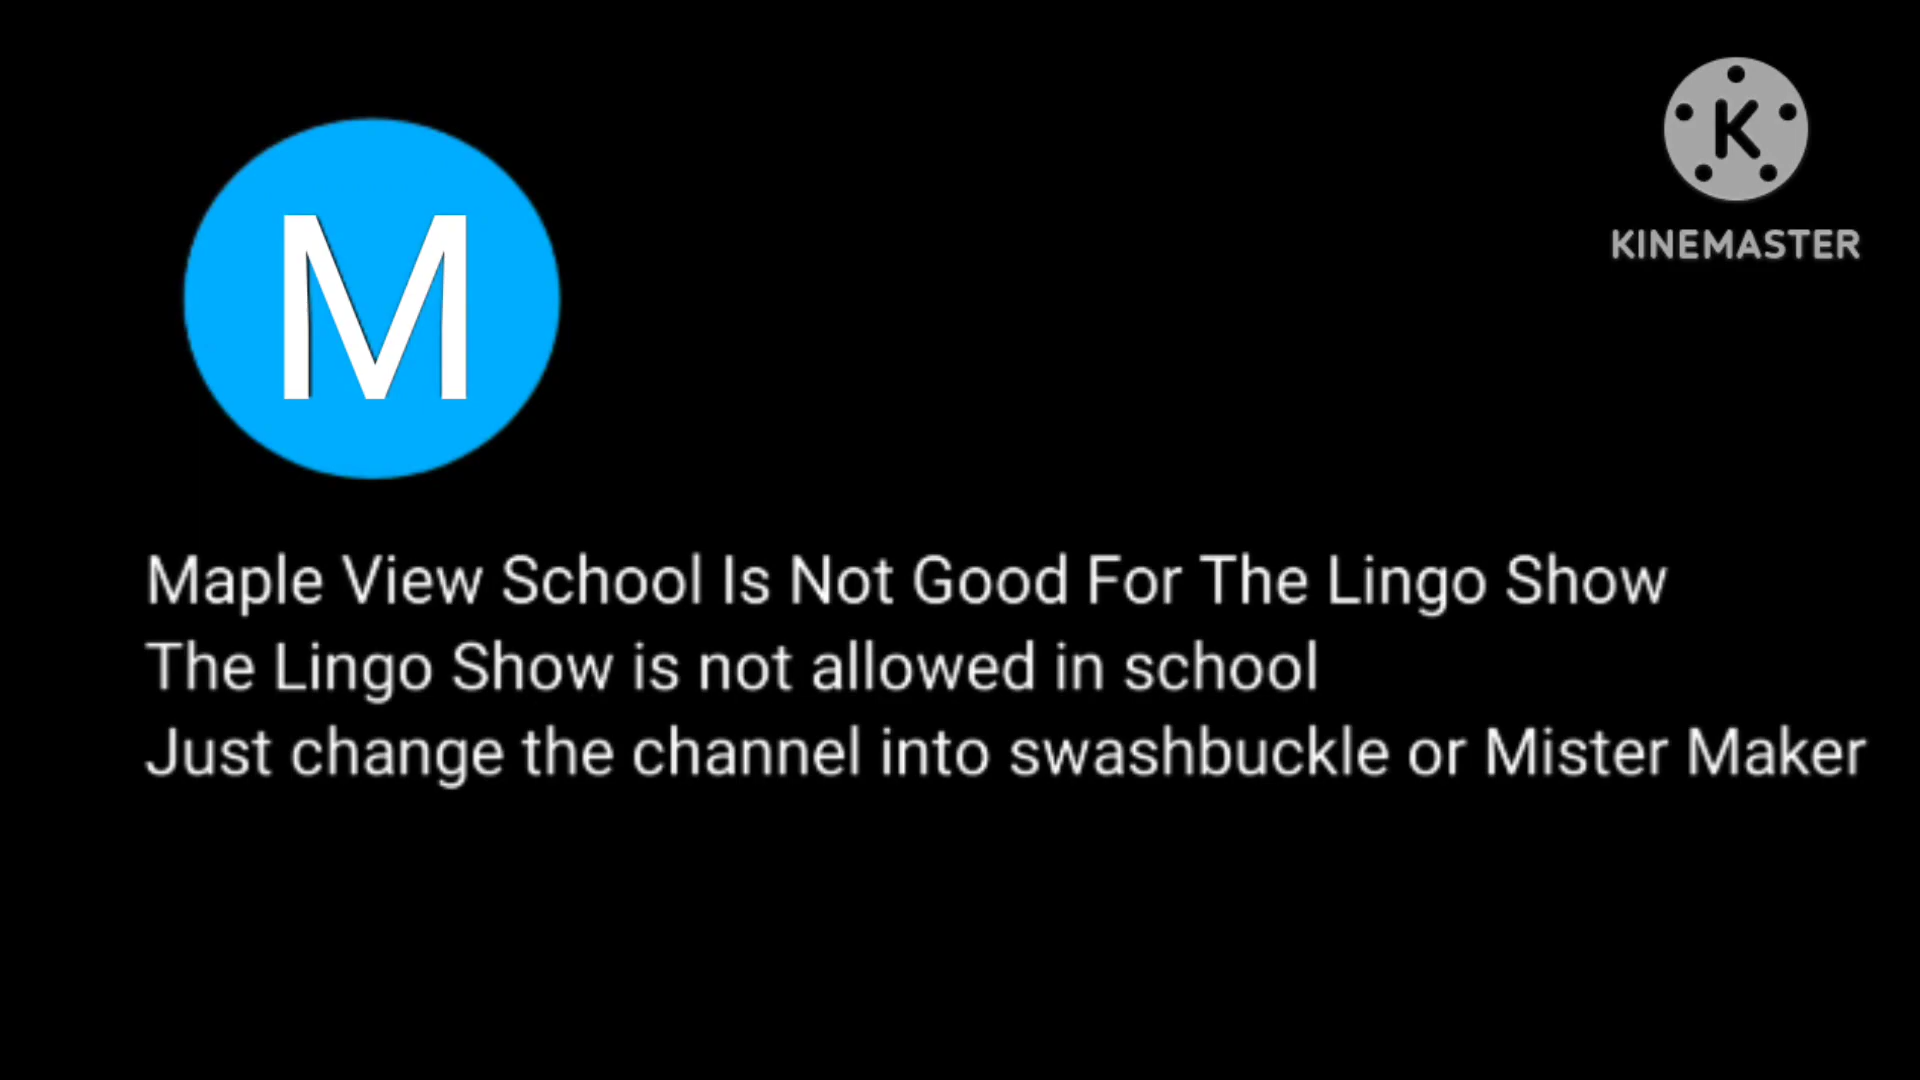 K
KINEMASTER
M
Maple View School Is Not Good For The Lingo Show
The Lingo Show is not allowed in school
Just change the channel into swashbuckle or Mister Maker